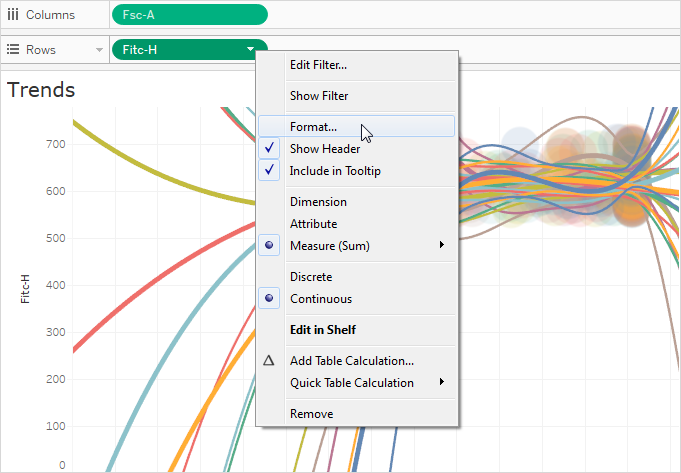 Columns
Fsc-A
Rows
Fitc-H
Trends
Edit Filter...
Show Filter
Format...
Show Header
Include in Tooltip
Dimension
Attribute
Measure (Sum)
Discrete
Continuous
Edit in Shelf
Add Table Calculation...
Quick Table Calculation
Remove
Fitc-H
700
600
500
400
300
200
100
0